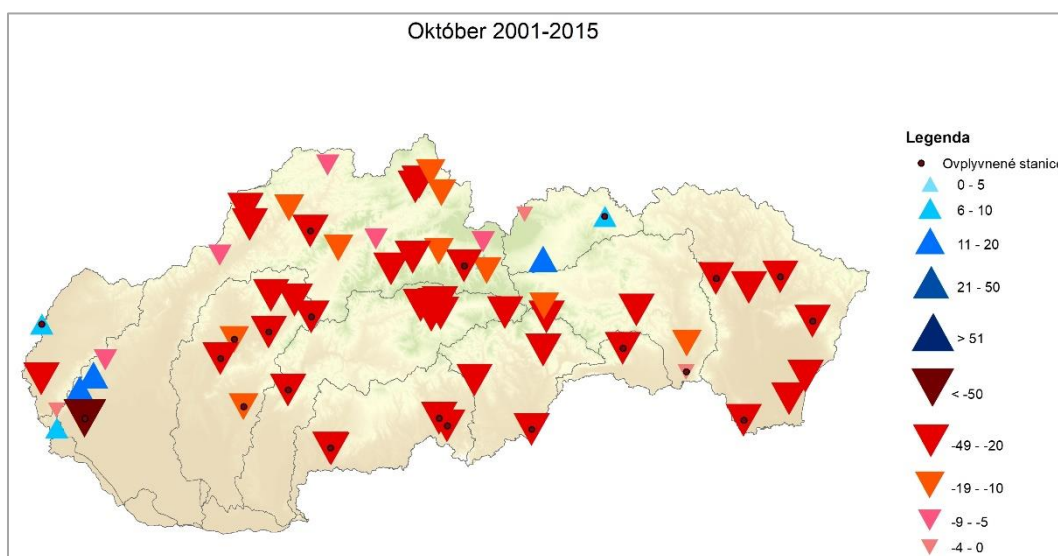 Október 2001-2015
Legenda
Ovplyvnené stanice
0 - 5
6 - 10
11 - 20
21 - 50
> 51
< -50
-49 - -20
-19 - -10
-9 - -5
-4 - 0